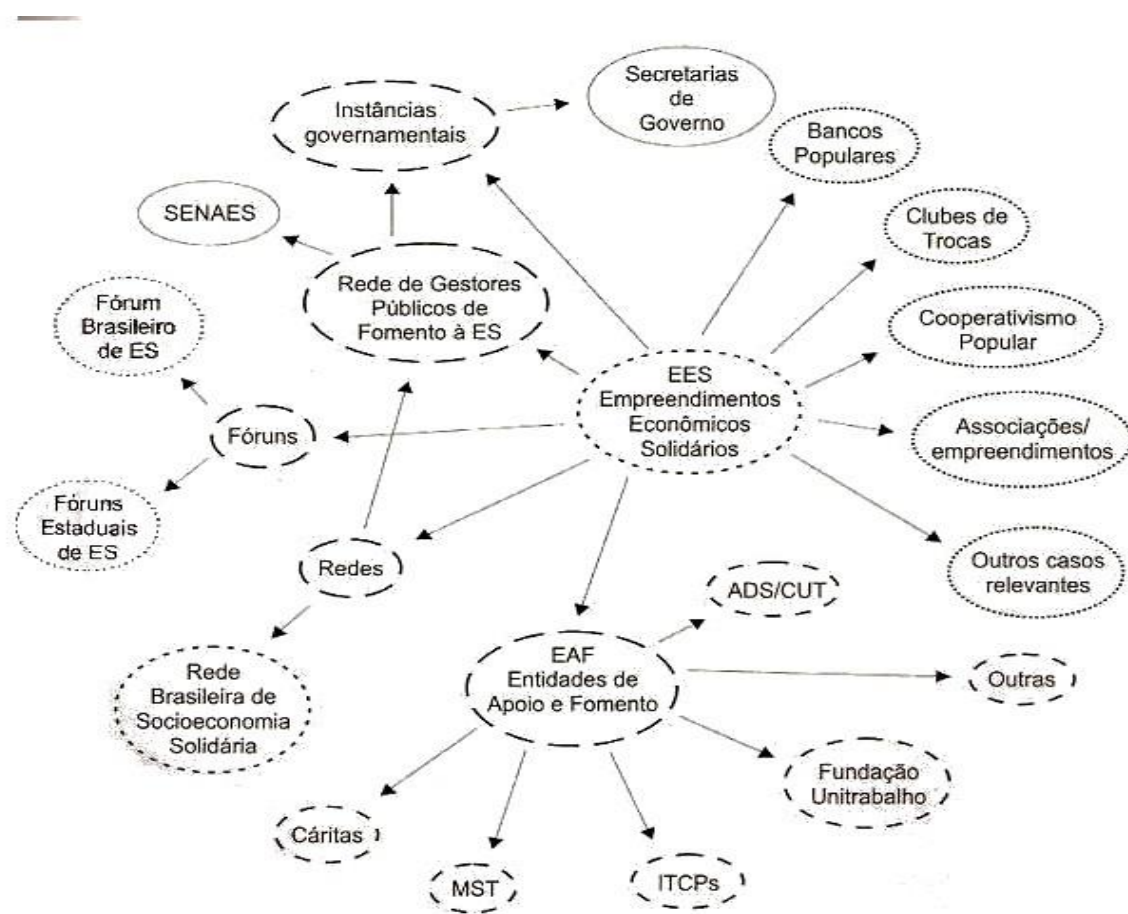 Secretarias
de
Governo
Instâncias
governamentais
Bancos
Populares
SENAES
Clubes de
Trocas
Rede de Gestores
Públicos de
Fomento à ES
Fórum
Brasileiro
de ES
Cooperativismo
Popular
EES
Empreendimentos
Econômicos
Solidários
Fóruns
Associações/
empreendimentos
Fóruns
Estaduais
de ES
Redes
Outros casos
relevantes
ADS/CUT
EAF
Entidades de
Apoio e Fomento
Outras
Rede
Brasileira de
Socioeconomia
Solidária
Fundação
Unitrabalho
Cáritas
MST
ITCPs